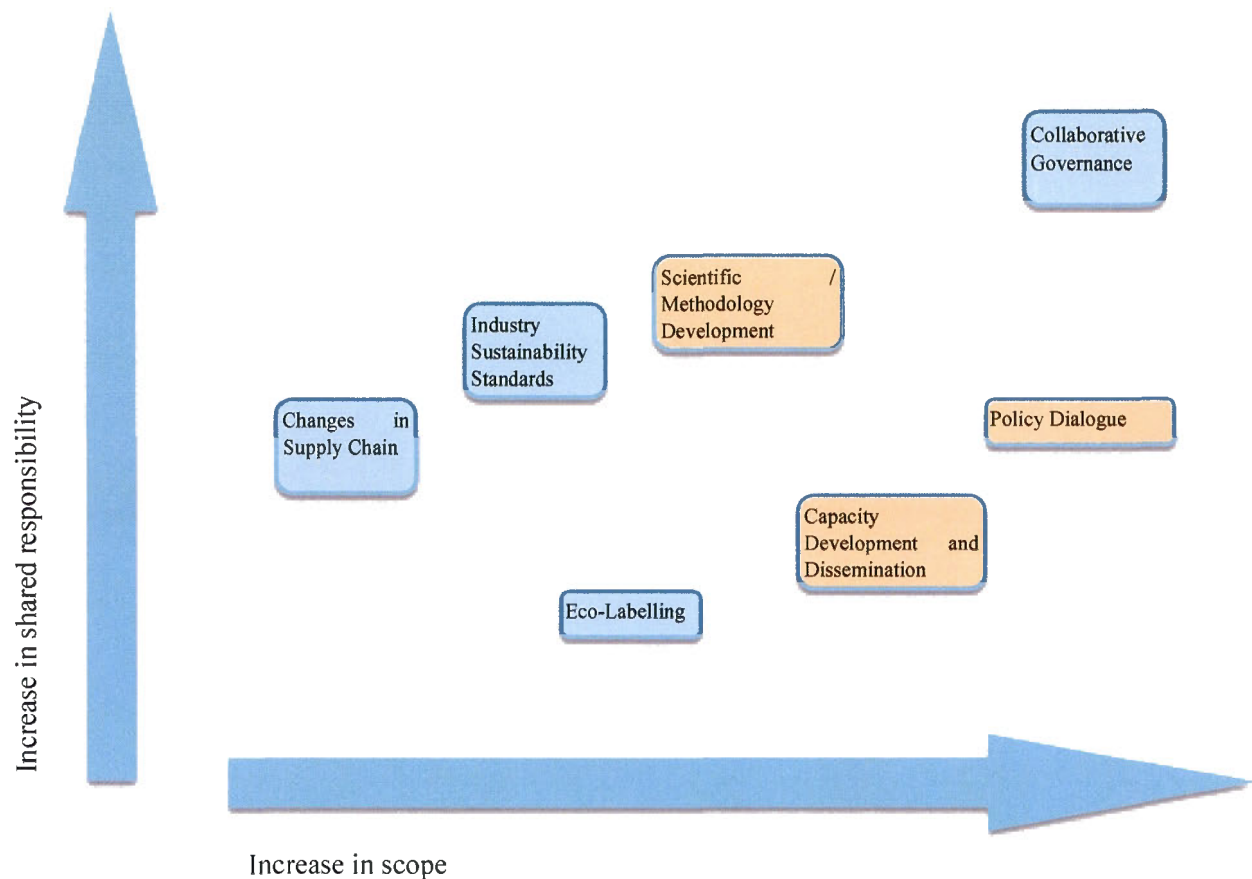 Collaborative
Governance
Scientific /
Methodology
Development
Industry
Sustainability
Standards
Changes in
Supply Chain
Policy Dialogue
Capacity
Development and
Dissemination
Eco-Labelling
Increase in shared responsibility
Increase in scope